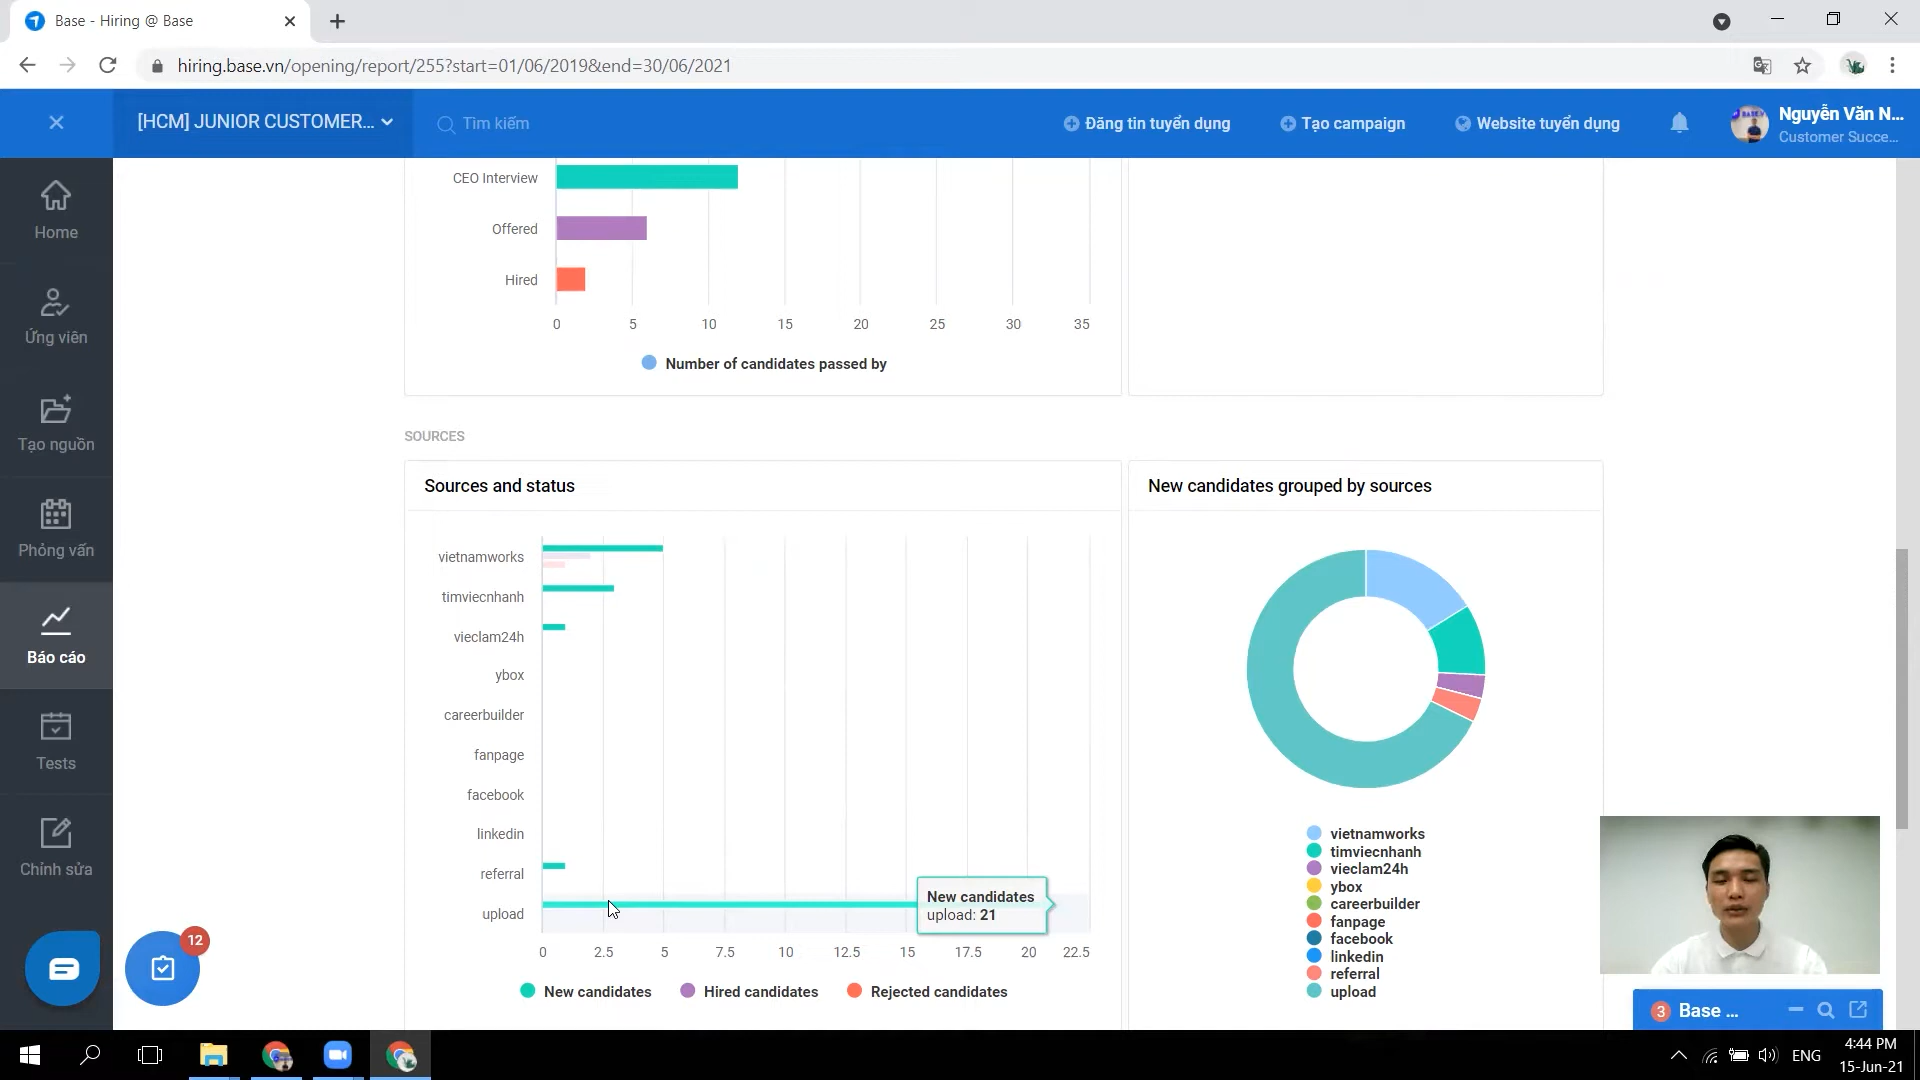 Base - Hiring @ Base
hiring.base.vn/opening/report/255?start=01/06/2019&end=30/06/2021
[HCM] JUNIOR CUSTOMER...
Tìm kiếm
Đăng tin tuyển dụng
Tạo campaign
Website tuyển dụng
Nguyễn Văn N...
Customer Succe...
Home
Ứng viên
Tạo nguồn
Phỏng vấn
Báo cáo
Tests
Chỉnh sửa
12
CEO Interview
Offered
Hired
0 5 10 15 20 25 30 35
Number of candidates passed by
SOURCES
Sources and status
vietnamworks
timviecnhanh
vieclam24h
ybox
careerbuilder
fanpage
facebook
linkedin
referral
upload
New candidates
upload: 21
0 2.5 5 7.5 10 12.5 15 17.5 20 22.5
New candidates Hired candidates Rejected candidates
New candidates grouped by sources
vietnamworks
timviecnhanh
vieclam24h
ybox
careerbuilder
fanpage
facebook
linkedin
referral
upload
3 Base ...
ENG
4:44 PM
15-Jun-21